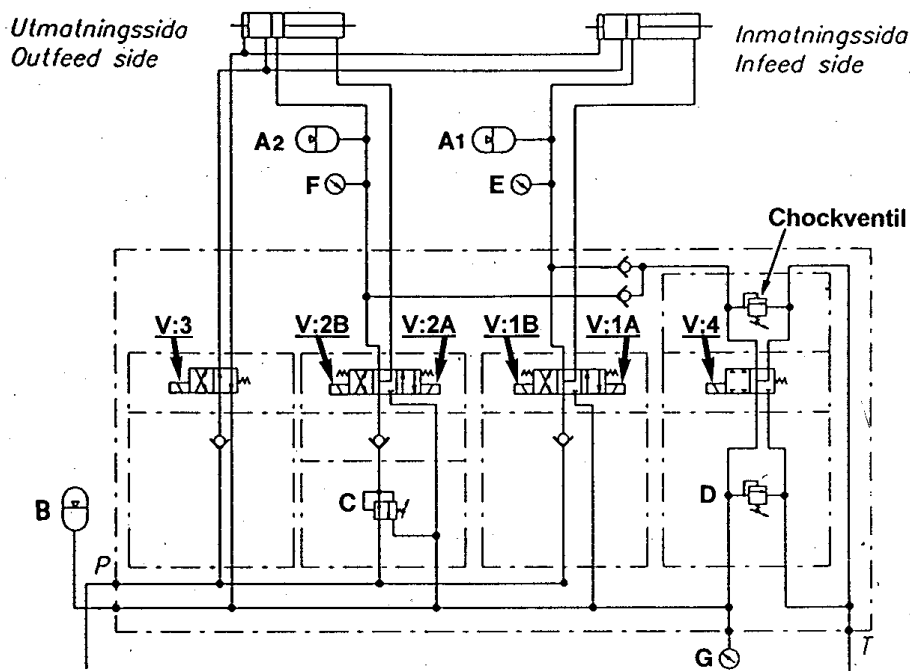 Utmatningssida
Outfeed side
Inmatningssida
Infeed side
A2
A1
F
E
Chockventil
V:3
V:2B
V:2A
V:1B
V:1A
V:4
B
C
D
P
G
T